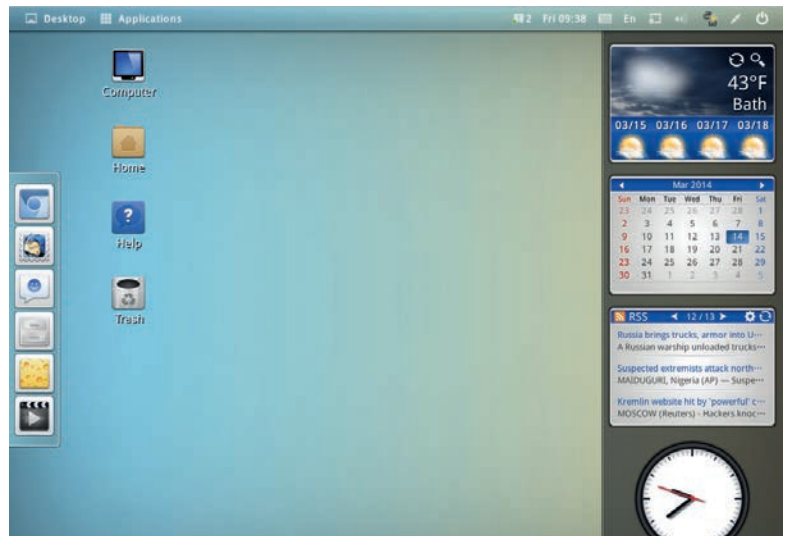 Desktop Applications 2 Fri 09:38 En
Computer
Home
Help
Trash
43°F
Bath
03/15 03/16 03/17 03/18
Mar 2014
Sun Mon Tue Wed Thu Fri Sat
23 24 25 26 27 28 1
2 3 4 5 6 7 8
9 10 11 12 13 14 15
16 17 18 19 20 21 22
23 24 25 26 27 28 29
30 31 1 2 3 4 5
RSS 12/13
Russia brings trucks, armor into U···
A Russian warship unloaded trucks···
Suspected extremists attack north···
MAIDUGURI, Nigeria (AP) — Suspe···
Kremlin website hit by 'powerful' c···
MOSCOW (Reuters) - Hackers knoc···